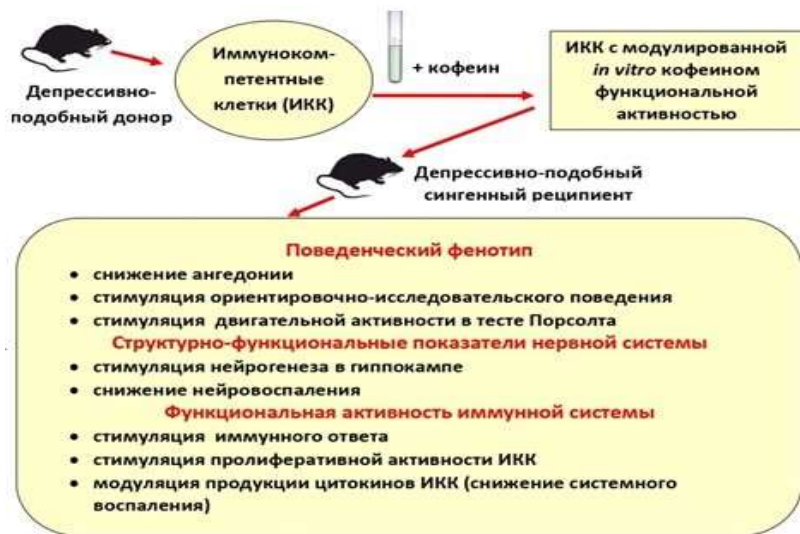 Депрессивно-
подобный донор
Иммуноком-
петентные
клетки (ИКК)
+ кофеин
ИКК с модулированной
in vitro кофеином
функциональной
активностью
Депрессивно-подобный
сингенный реципиент
Поведенческий фенотип
• снижение ангедонии
• стимуляция ориентировочно-исследовательского поведения
• стимуляция двигательной активности в тесте Порсолта
Структурно-функциональные показатели нервной системы
• стимуляция нейрогенеза в гиппокампе
• снижение нейровоспаления
Функциональная активность иммунной системы
• стимуляция иммунного ответа
• стимуляция пролиферативной активности ИКК
• модуляция продукции цитокинов ИКК (снижение системного
воспаления)